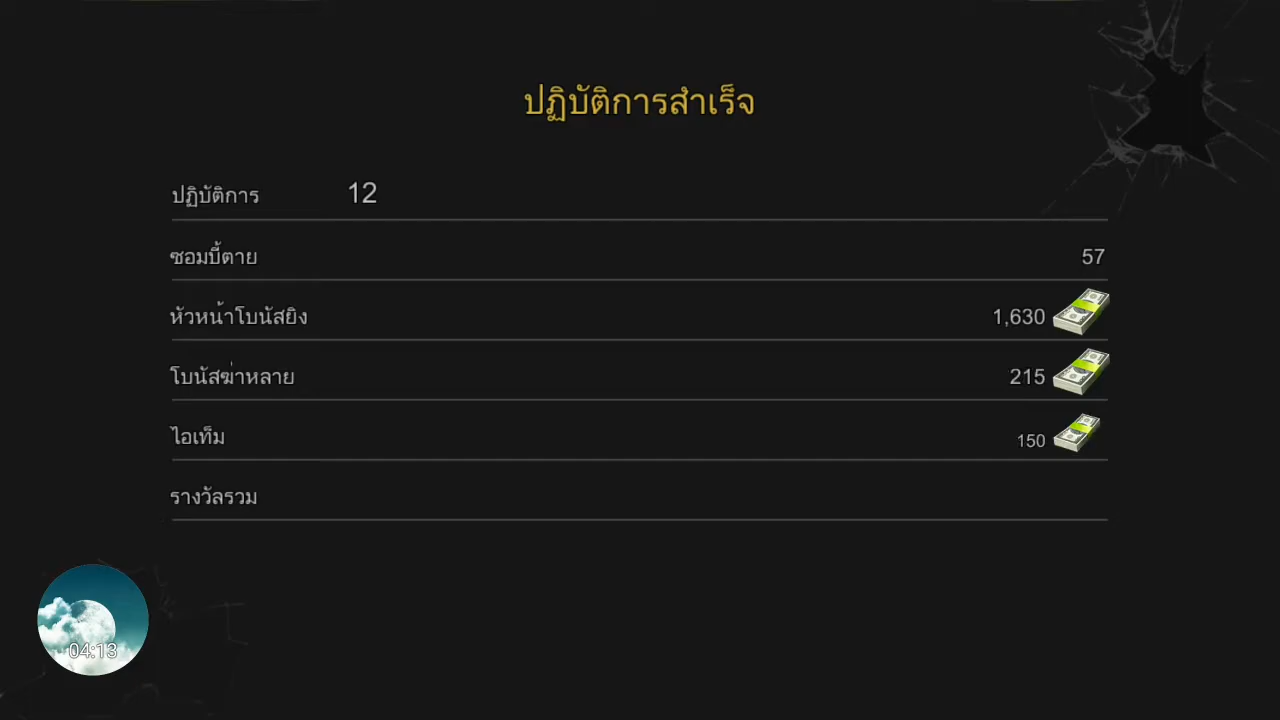 ปฏิบัติการสำเร็จ
ปฏิบัติการ 12
ซอมบี้ตาย 57
หัวหน้าโบนัสยิง 1,630
โบนัสฆ่าหลาย 215
ไอเท็ม 150
รางวัลรวม
04:13